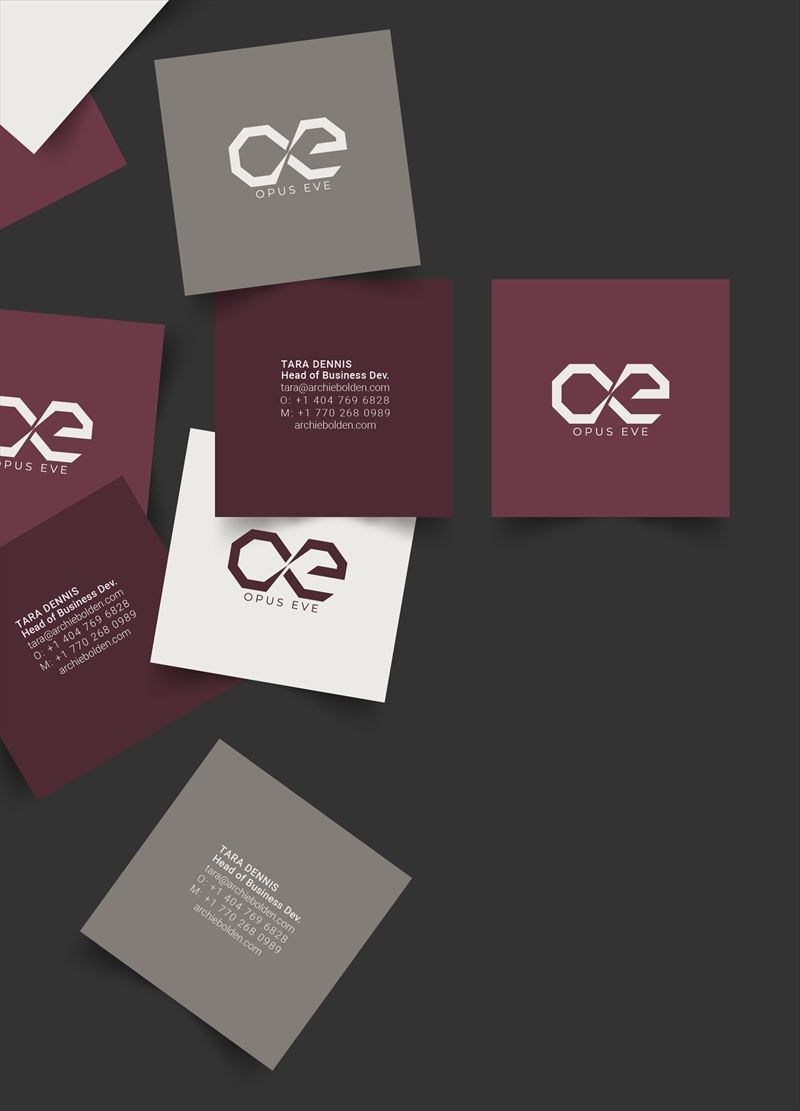 OPUS EVE
TARA DENNIS
Head of Business Dev.
tara@archiebolden.com
O: +1 404 769 6828
M: +1 770 268 0989
archiebolden.com
OPUS EVE
OPUS EVE
OPUS EVE
TARA DENNIS
Head of Business Dev.
tara@archiebolden.com
O: +1 404 769 6828
M: +1 770 268 0989
archiebolden.com
TARA DENNIS
Head of Business Dev.
tara@archiebolden.com
O: +1 404 769 6828
M: +1 770 268 0989
archiebolden.com